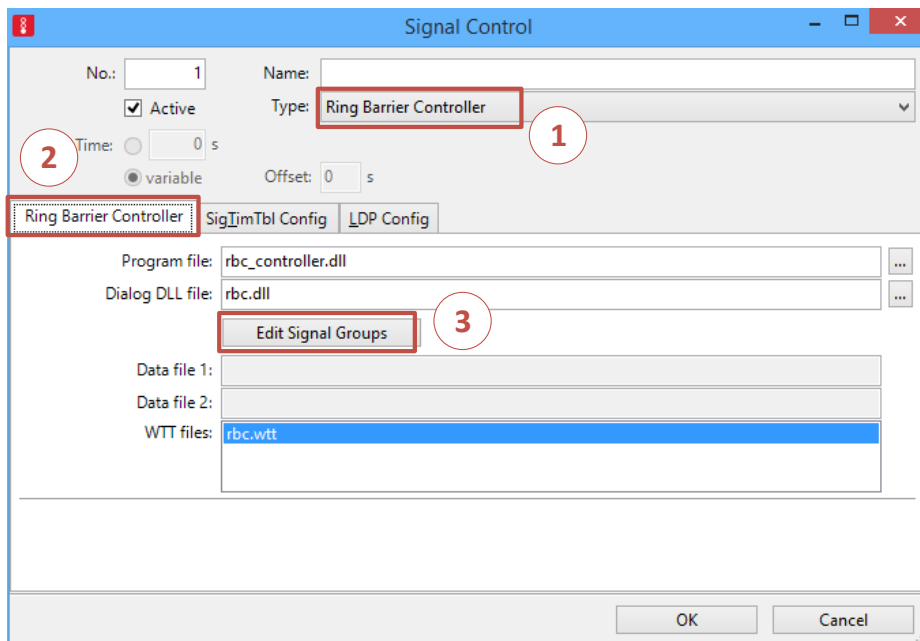 Signal Control
No.: 1 Name:
Active Type: Ring Barrier Controller 1
2 Time: 0 s
variable Offset: 0 s
Ring Barrier Controller SigTimTbl Config LDP Config
Program file: rbc_controller.dll ...
Dialog DLL file: rbc.dll ...
Edit Signal Groups 3
Data file 1:
Data file 2:
WTT files: rbc.wtt
OK Cancel